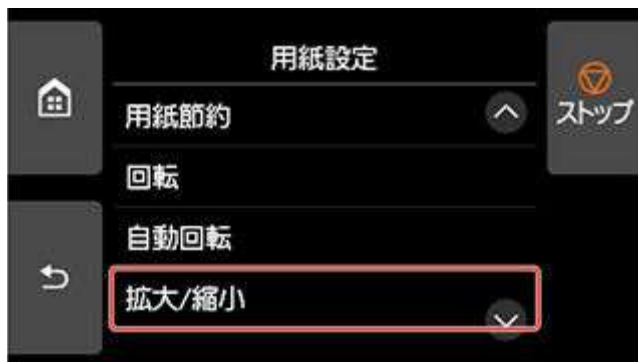 用紙設定
用紙節約
ストップ
回転
自動回転
拡大/縮小